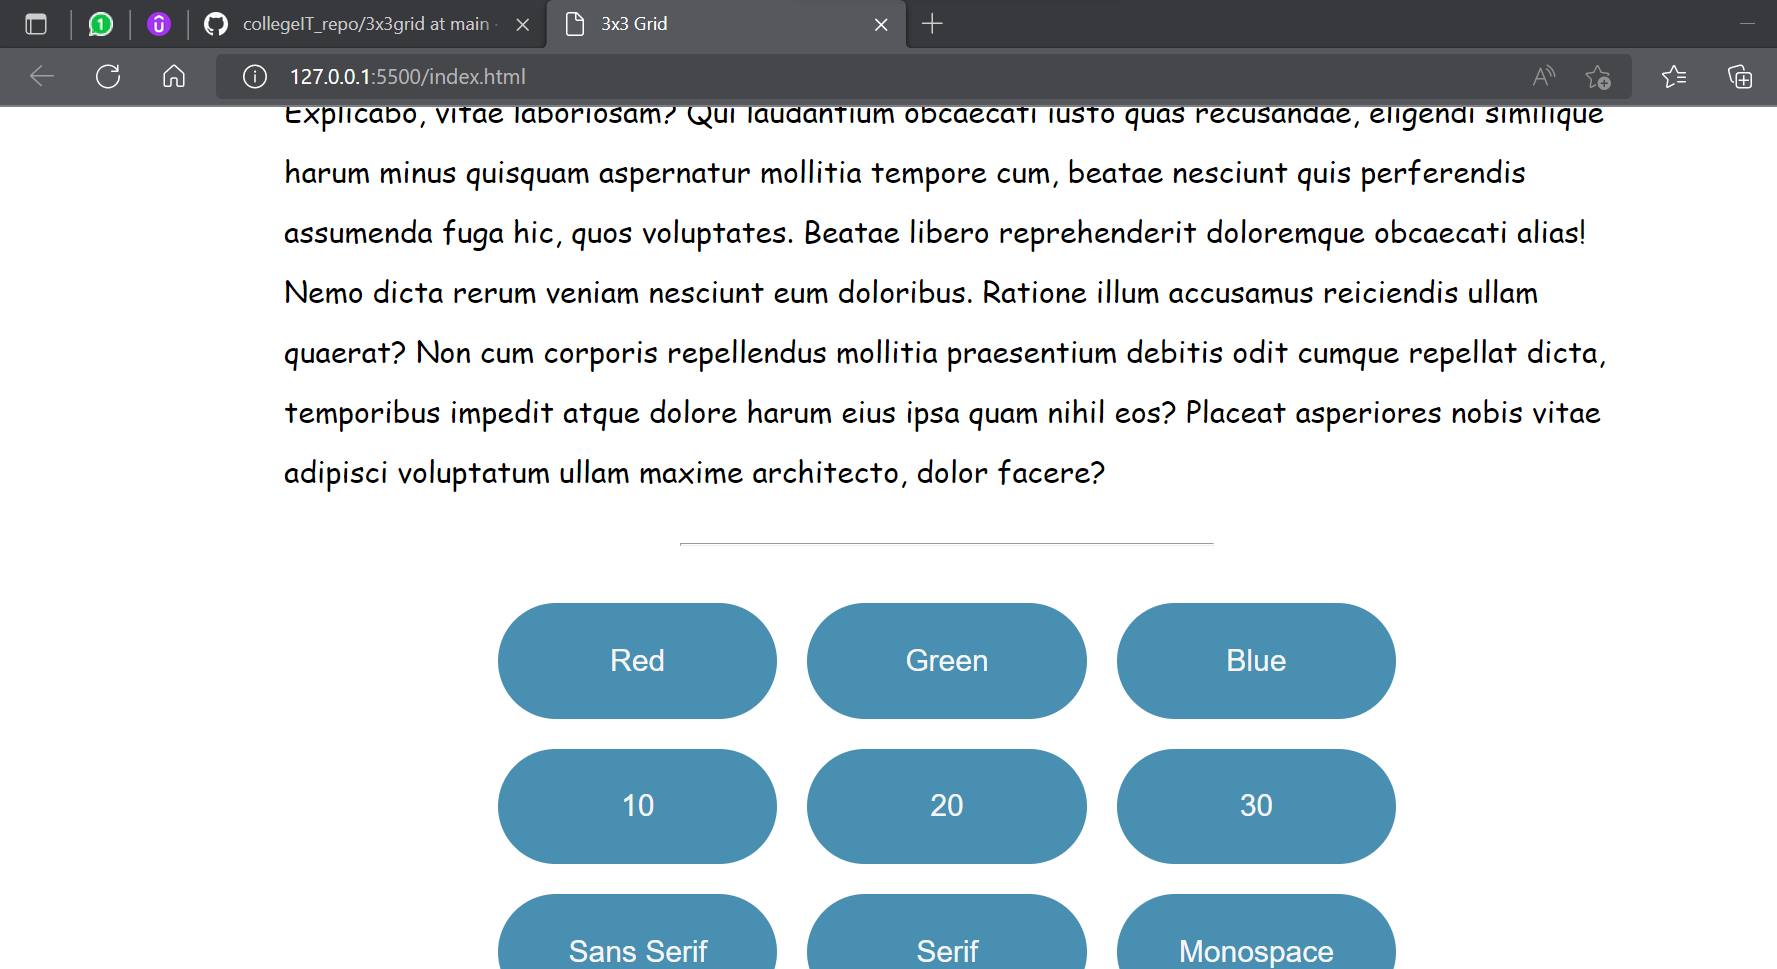 1
collegeIT_repo/3x3grid at main
3x3 Grid
127.0.0.1:5500/index.html
Explicabo, vitae laboriosam? Qui laudantium obcaecati iusto quas recusandae, eligendi similique
harum minus quisquam aspernatur mollitia tempore cum, beatae nesciunt quis perferendis
assumenda fuga hic, quos voluptates. Beatae libero reprehenderit doloremque obcaecati alias!
Nemo dicta rerum veniam nesciunt eum doloribus. Ratione illum accusamus reiciendis ullam
quaerat? Non cum corporis repellendus mollitia praesentium debitis odit cumque repellat dicta,
temporibus impedit atque dolore harum eius ipsa quam nihil eos? Placeat asperiores nobis vitae
adipisci voluptatum ullam maxime architecto, dolor facere?
Red Green Blue
10 20 30
Sans Serif Serif Monospace